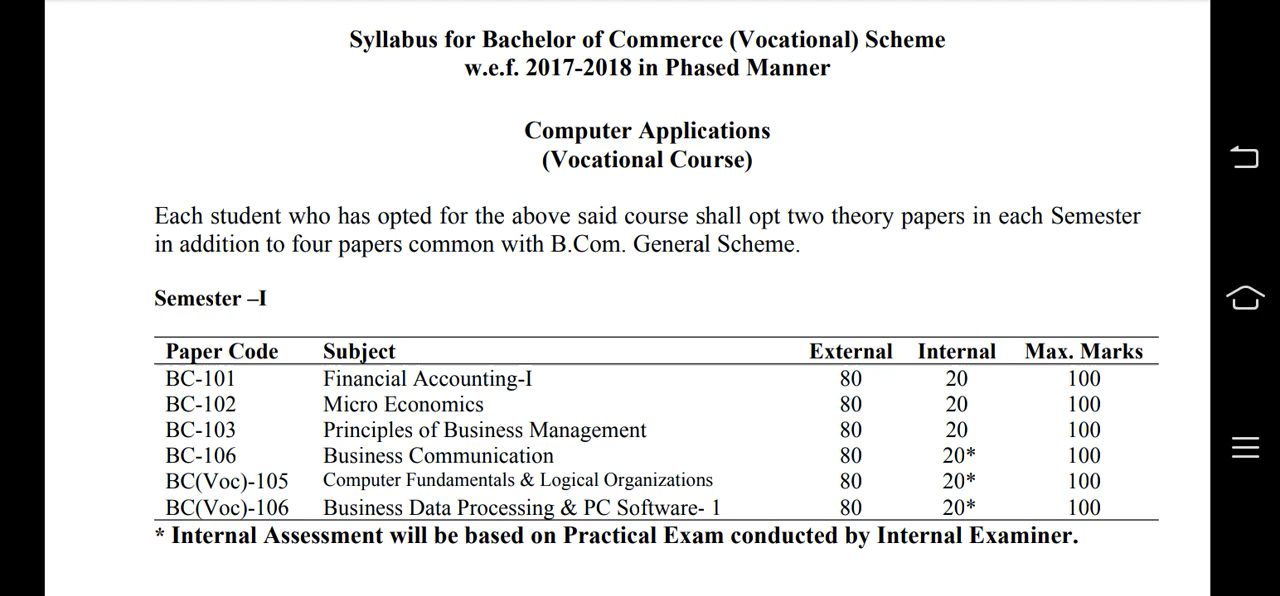 Syllabus for Bachelor of Commerce (Vocational) Scheme
w.e.f. 2017-2018 in Phased Manner
Computer Applications
(Vocational Course)
Each student who has opted for the above said course shall opt two theory papers in each Semester
in addition to four papers common with B.Com. General Scheme.
Semester –I
Paper Code Subject External Internal Max. Marks
BC-101 Financial Accounting-I 80 20 100
BC-102 Micro Economics 80 20 100
BC-103 Principles of Business Management 80 20 100
BC-106 Business Communication 80 20* 100
BC(Voc)-105 Computer Fundamentals & Logical Organizations 80 20* 100
BC(Voc)-106 Business Data Processing & PC Software- 1 80 20* 100
* Internal Assessment will be based on Practical Exam conducted by Internal Examiner.